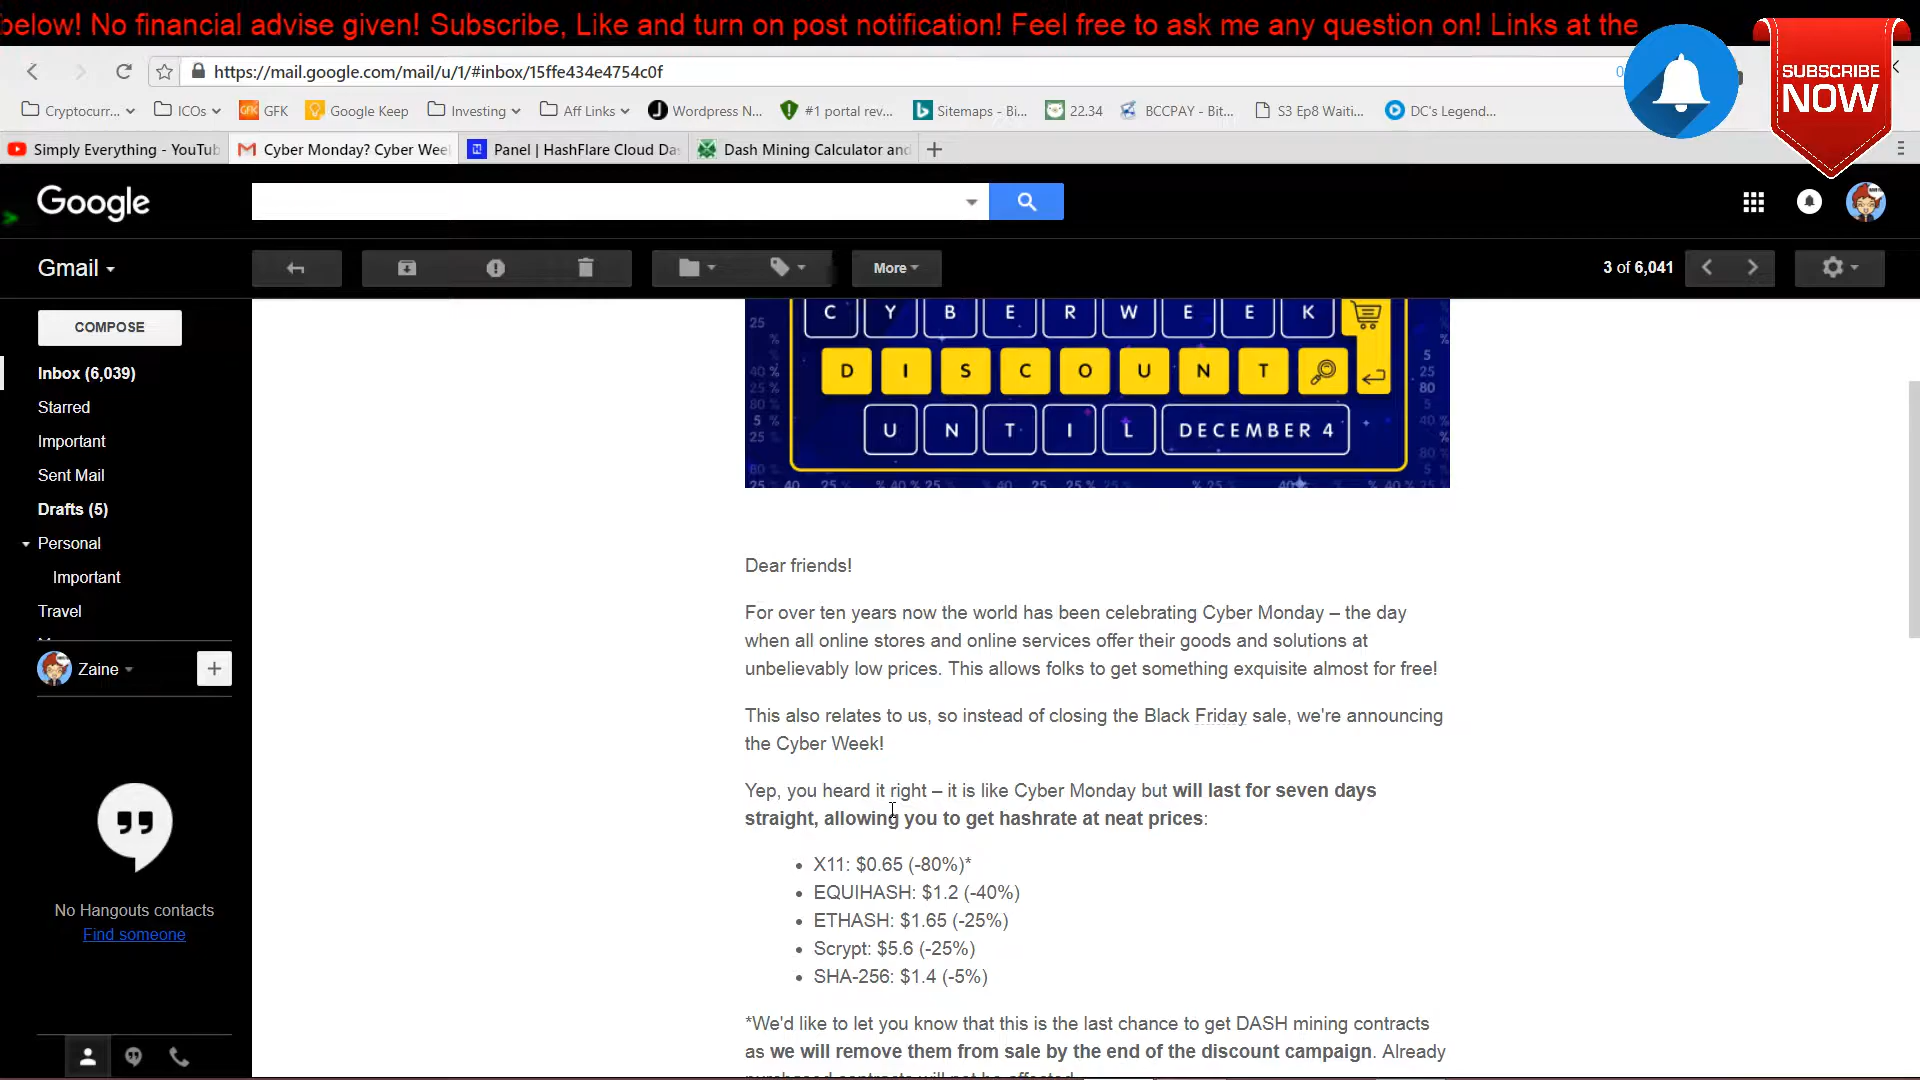 below! No financial advise given! Subscribe, Like and turn on post notification! Feel free to ask me any question on! Links at the
SUBSCRIBE
NOW
https://mail.google.com/mail/u/1/#inbox/15ffe434e4754c0f
Cryptocurr... ICOs GFK Google Keep Investing Aff Links Wordpress N... #1 portal rev... Sitemaps - Bi... 22.34 BCCPAY - Bit... S3 Ep8 Waiti... DC's Legend...
Simply Everything - YouTub Cyber Monday? Cyber Wee Panel | HashFlare Cloud Da Dash Mining Calculator and
Google
Gmail More 3 of 6,041
COMPOSE
Inbox (6,039)
Starred
Important
Sent Mail
Drafts (5)
Personal
Important
Travel
Zaine
No Hangouts contacts
Find someone
C Y B E R W E E K
D I S C O U N T
U N T I L DECEMBER 4
Dear friends!
For over ten years now the world has been celebrating Cyber Monday – the day
when all online stores and online services offer their goods and solutions at
unbelievably low prices. This allows folks to get something exquisite almost for free!
This also relates to us, so instead of closing the Black Friday sale, we're announcing
the Cyber Week!
Yep, you heard it right – it is like Cyber Monday but will last for seven days
straight, allowing you to get hashrate at neat prices:
• X11: $0.65 (-80%)*
• EQUIHASH: $1.2 (-40%)
• ETHASH: $1.65 (-25%)
• Scrypt: $5.6 (-25%)
• SHA-256: $1.4 (-5%)
*We'd like to let you know that this is the last chance to get DASH mining contracts
as we will remove them from sale by the end of the discount campaign. Already